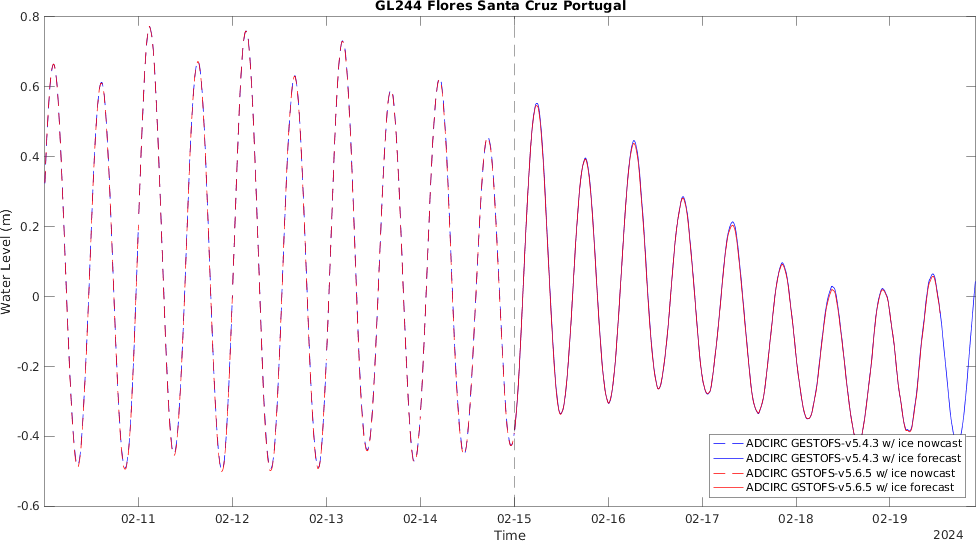 GL244 Flores Santa Cruz Portugal
0.8
0.6
0.4
0.2
0
-0.2
-0.4
-0.6
Water Level (m)
ADCIRC GESTOFS-v5.4.3 w/ ice nowcast
ADCIRC GESTOFS-v5.4.3 w/ ice forecast
ADCIRC GSTOFS-v5.6.5 w/ ice nowcast
ADCIRC GSTOFS-v5.6.5 w/ ice forecast
02-11 02-12 02-13 02-14 02-15 02-16 02-17 02-18 02-19
Time
2024